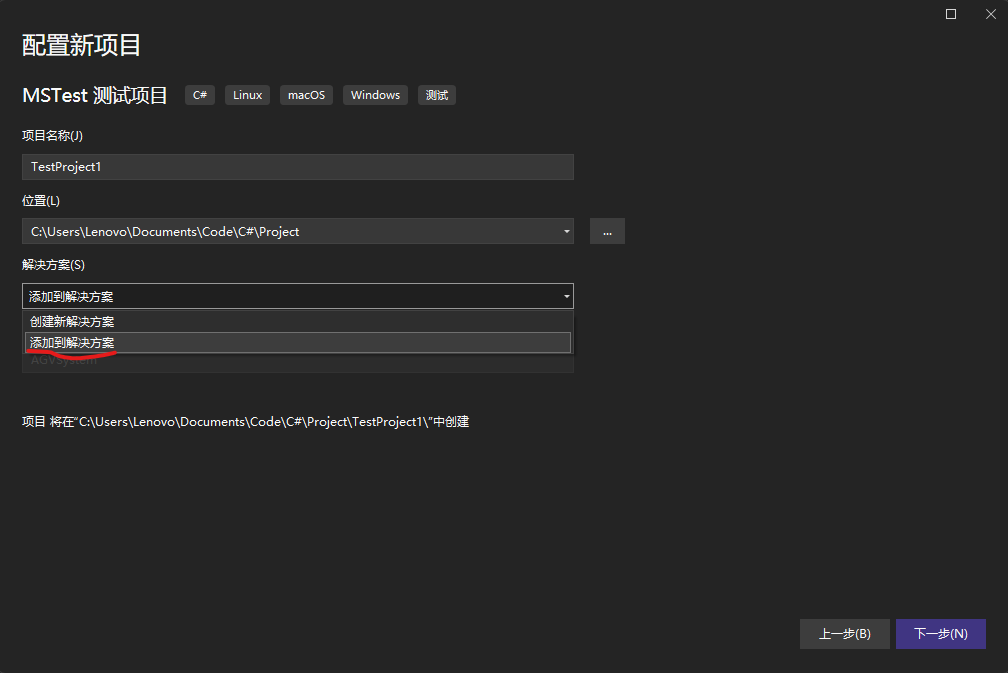 配置新项目
MSTest 测试项目 C# Linux macOS Windows 测试
项目名称(J)
TestProject1
位置(L)
C:\Users\Lenovo\Documents\Code\C#\Project ...
解决方案(S)
添加到解决方案
创建新解决方案
添加到解决方案
AGVSystem
项目 将在“C:\Users\Lenovo\Documents\Code\C#\Project\TestProject1\”中创建
上一步(B) 下一步(N)